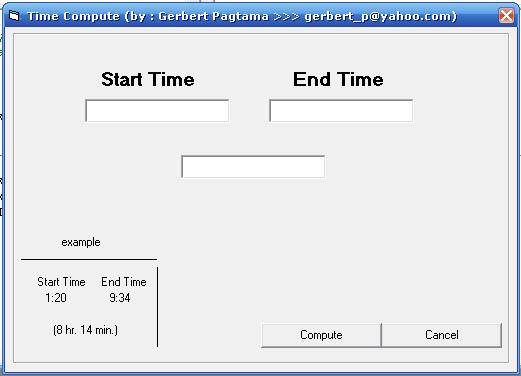 Time Compute (by : Gerbert Pagtama >>> gerbert_p@yahoo.com)
Start Time End Time
example
Start Time End Time
1:20 9:34
(8 hr. 14 min.)
Compute Cancel